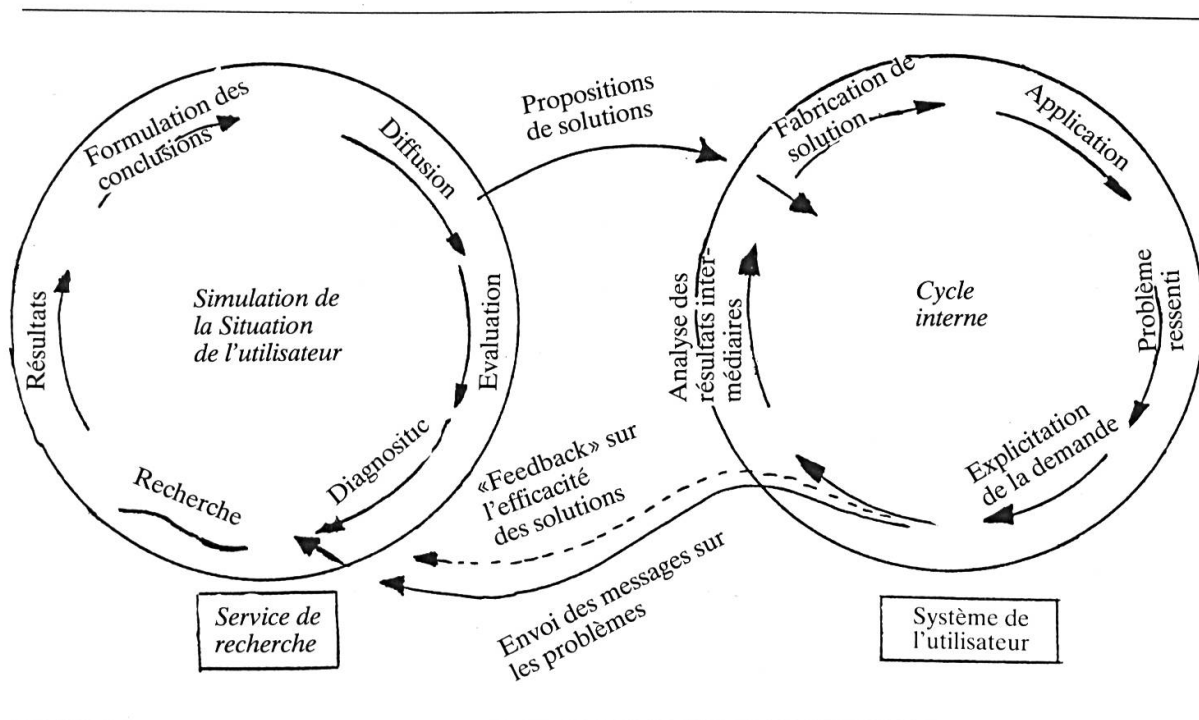 Formulation des
conclusions
Diffusion
Evaluation
Diagnositic
Recherche
Résultats
Simulation de
la Situation
de l'utilisateur
Service de
recherche
Propositions
de solutions
«Feedback» sur
l'efficacité
des solutions
Envoi des messages sur
les problèmes
Fabrication de
solution
Application
Problème
ressenti
Explicitation
de la demande
Analyse des
résultats inter-
médiaires
Cycle
interne
Système de
l'utilisateur